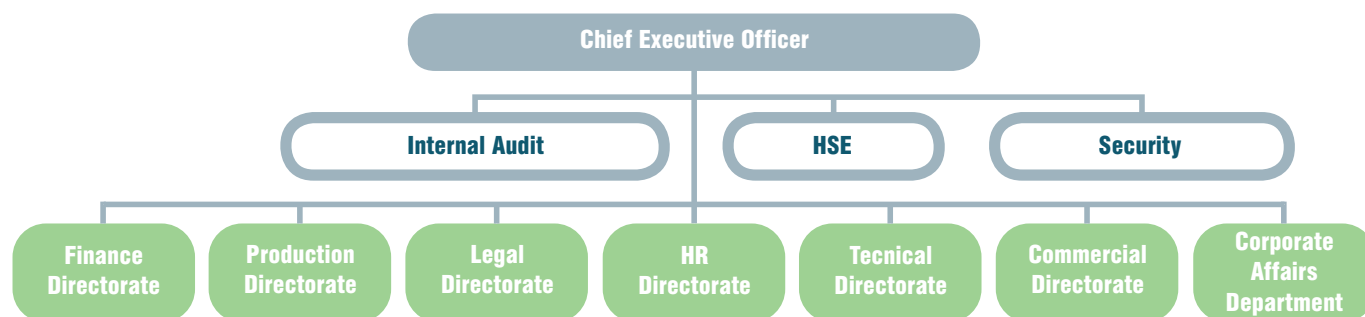 Chief Executive Officer
Internal Audit
HSE
Security
Finance
Directorate
Production
Directorate
Legal
Directorate
HR
Directorate
Tecnical
Directorate
Commercial
Directorate
Corporate
Affairs
Department